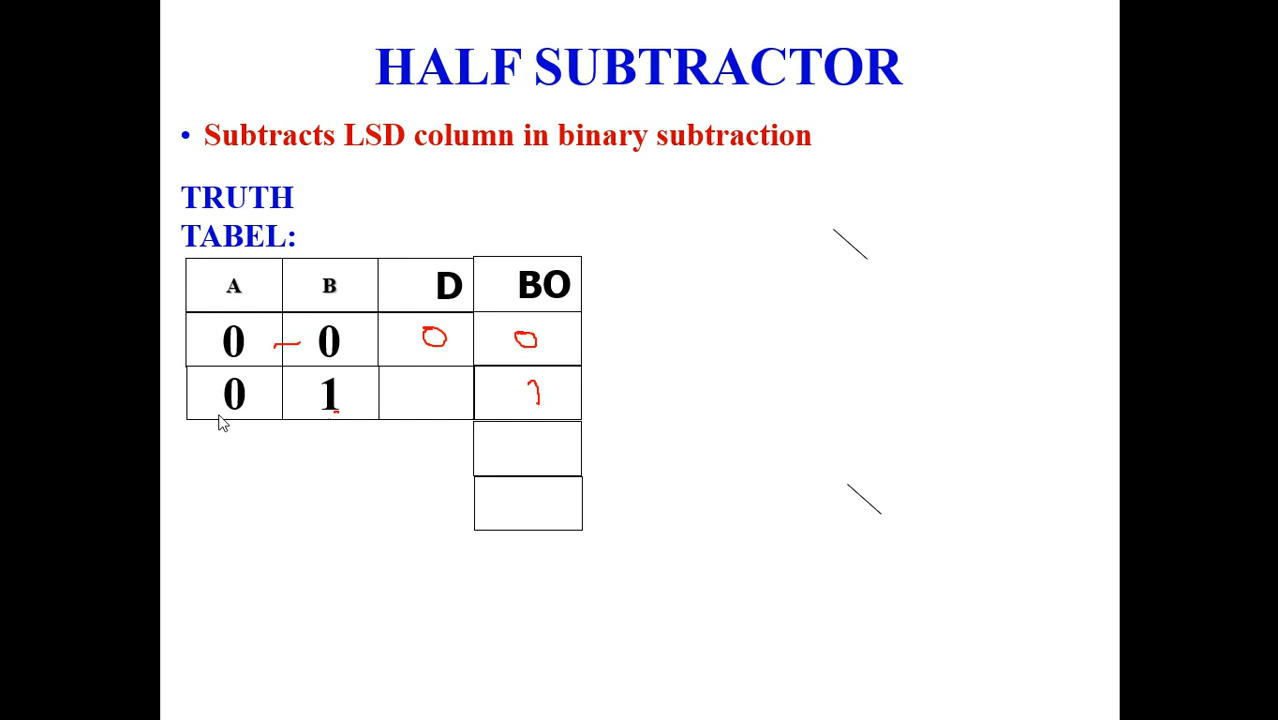 HALF SUBTRACTOR
• Subtracts LSD column in binary subtraction
TRUTH
TABEL:
A B D BO
0 – 0 0 0
0 1 1